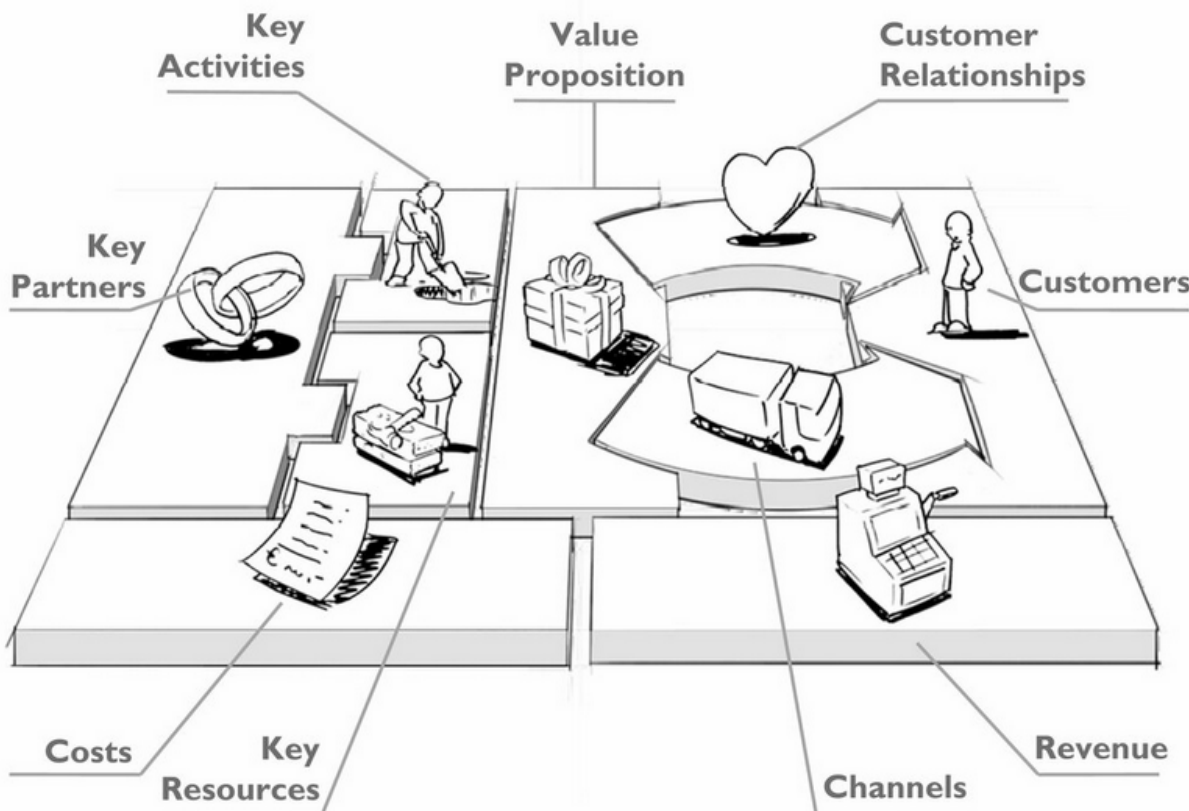 Key
Activities
Value
Proposition
Customer
Relationships
Key
Partners
Customers
Costs
Key
Resources
Channels
Revenue